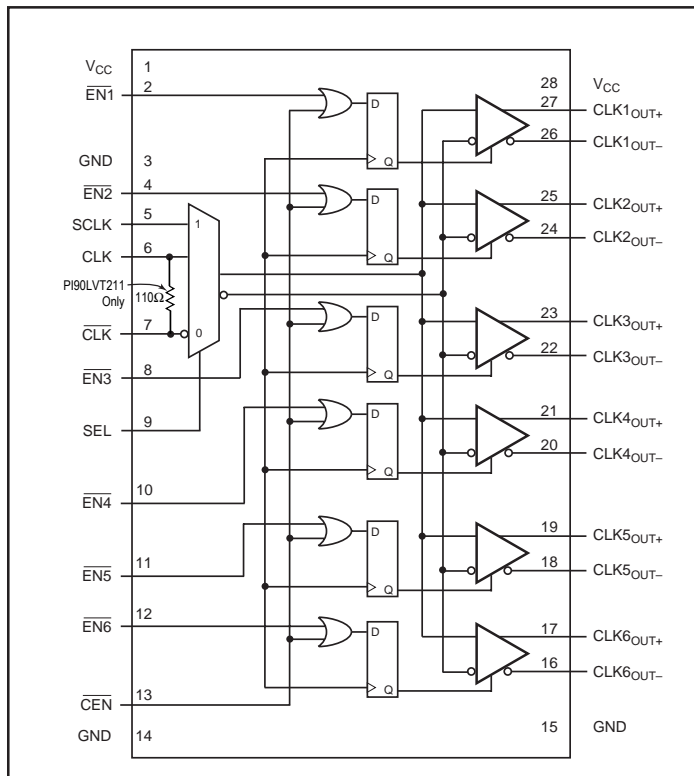 VCC 1
EN1 2
GND 3
EN2 4
SCLK 5
CLK 6
PI90LVT211
Only
110Ω
CLK 7
EN3 8
SEL 9
EN4 10
EN5 11
EN6 12
CEN 13
GND 14
1
0
D
Q
D
Q
D
Q
D
Q
D
Q
D
Q
28 VCC
27 CLK1OUT+
26 CLK1OUT–
25 CLK2OUT+
24 CLK2OUT–
23 CLK3OUT+
22 CLK3OUT–
21 CLK4OUT+
20 CLK4OUT–
19 CLK5OUT+
18 CLK5OUT–
17 CLK6OUT+
16 CLK6OUT–
15 GND